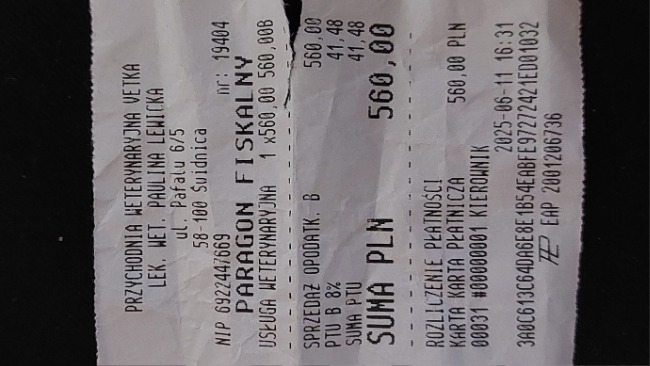 PRZYCHODNIA WETERYNARYJNA VETKA
LEK. WET. PAULINA LEWICKA
ul. Pafalu 6/5
58-100 Świdnica
NIP 6922447669 nr: 19404
PARAGON FISKALNY
USŁUGA WETERYNARYJNA 1 x560,00 560,00B
SPRZEDAŻ OPODATK. B 560,00
PTU B 8% 41,48
SUMA PTU 41,48
SUMA PLN 560,00
ROZLICZENIE PŁATNOŚCI
KARTA KARTA PŁATNICZA 560,00 PLN
00031 #00000001 KIEROWNIK 2025-06-11 16:31
3A0C613C64DA6E8E1B54EABFE97272421ED01032
EAP 2001206736